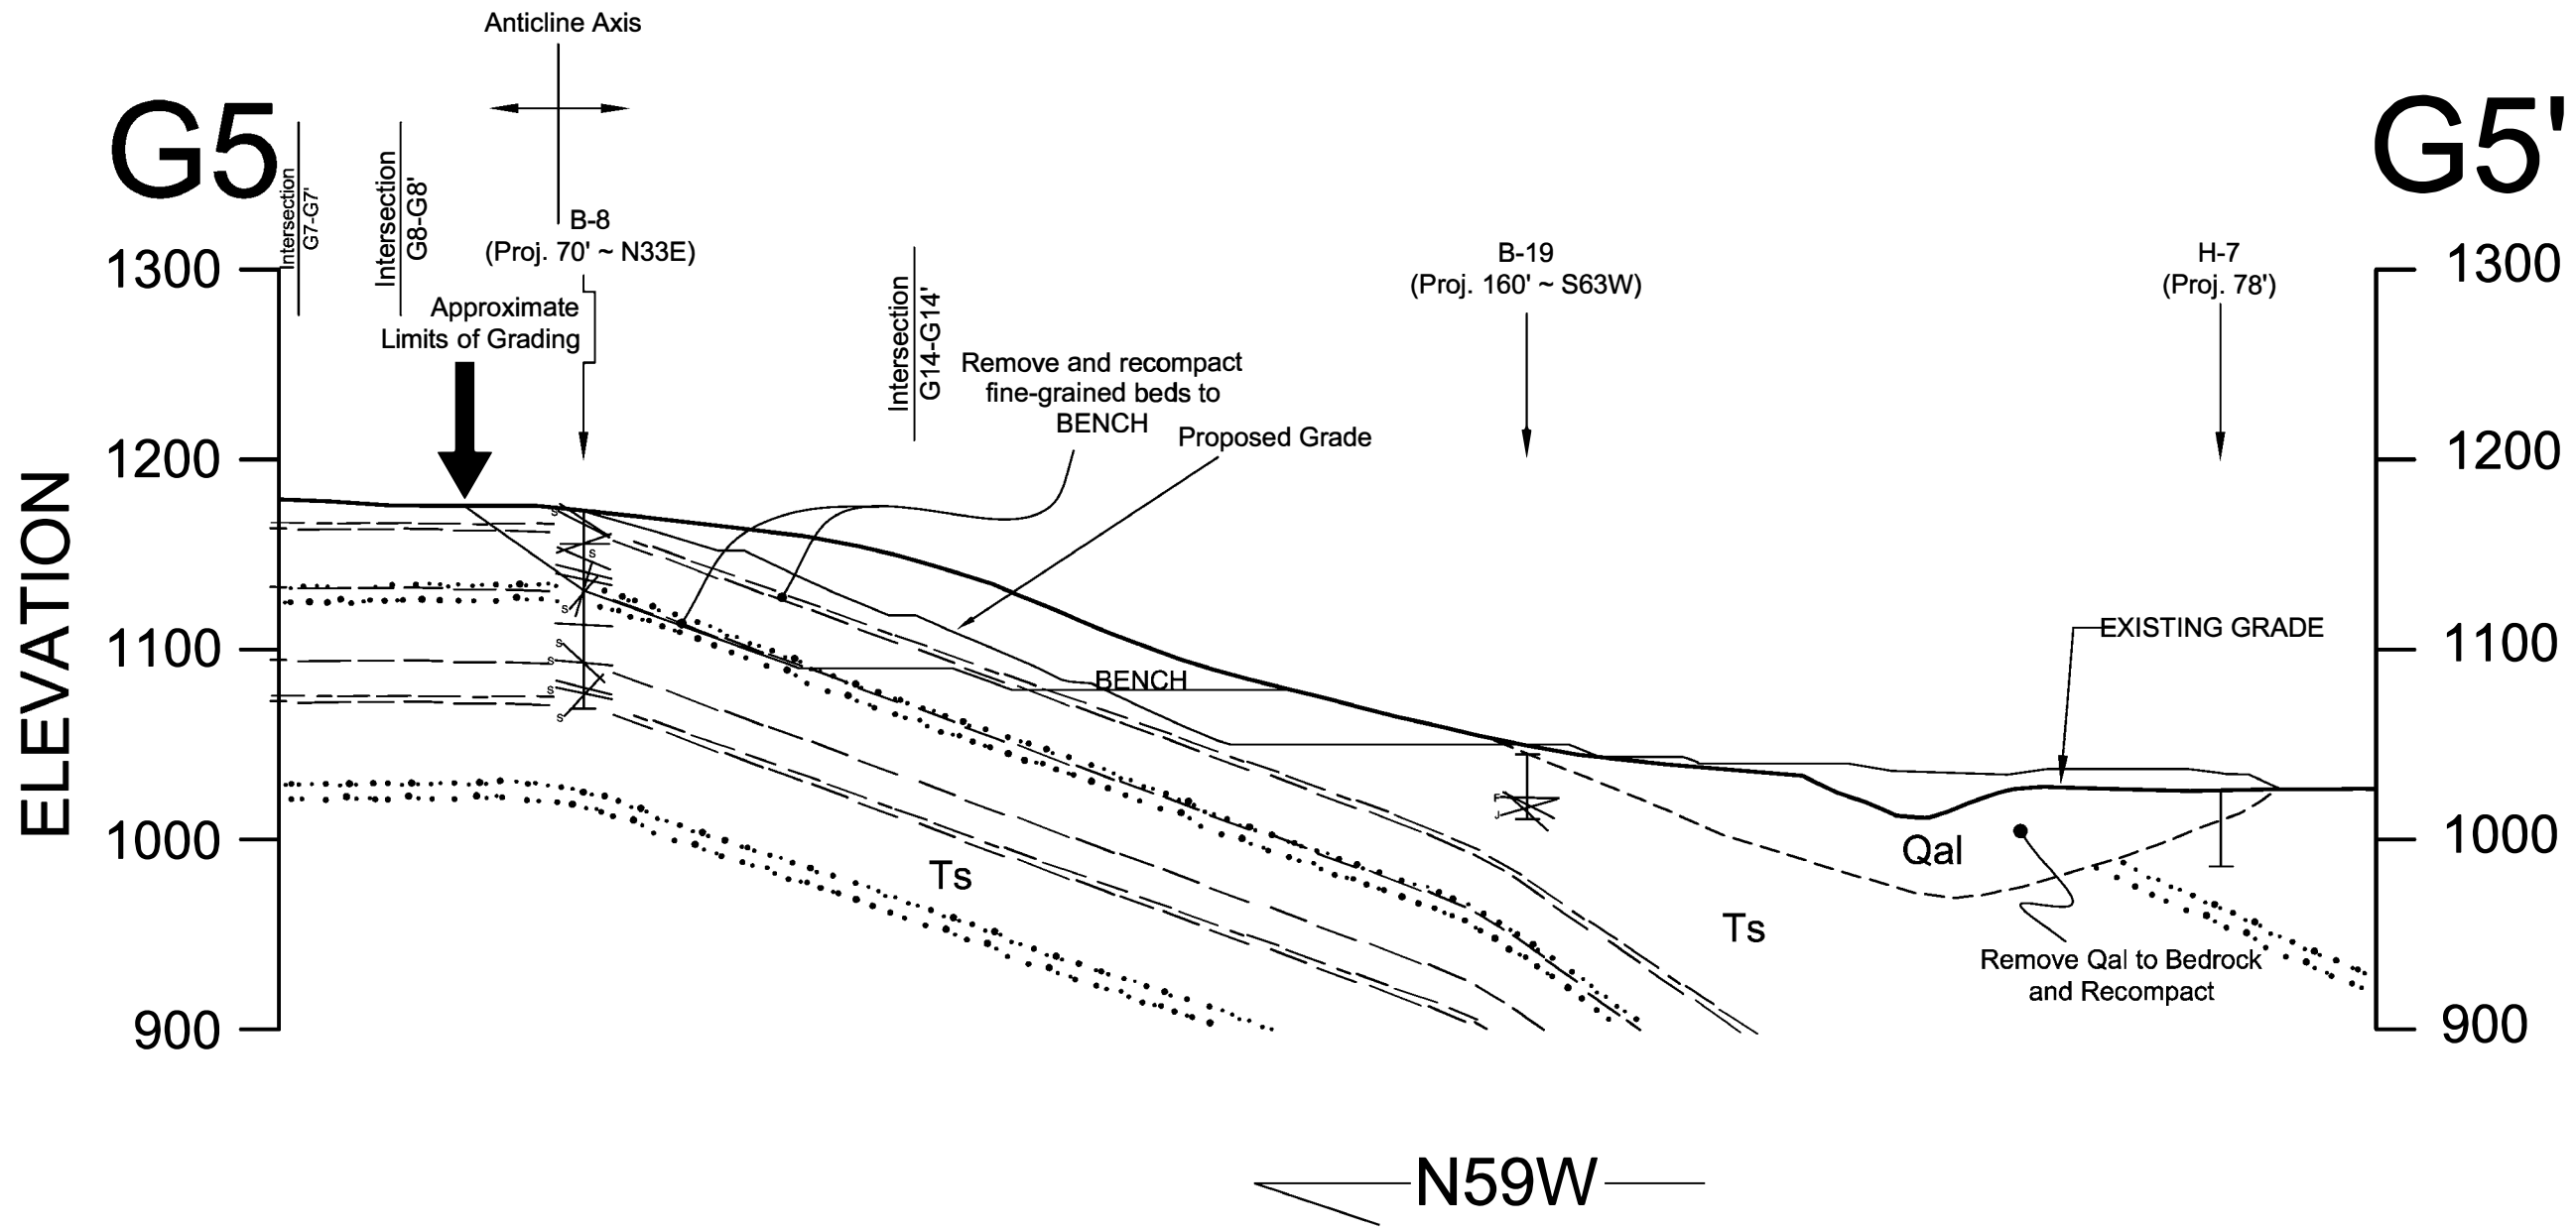 Anticline Axis
G5
G5'
Intersection
G7-G7'
Intersection
G8-G8'
B-8
(Proj. 70' ~ N33E)
B-19
(Proj. 160' ~ S63W)
H-7
(Proj. 78')
1300
1300
Approximate
Limits of Grading
Intersection
G14-G14'
Remove and recompact
fine-grained beds to
BENCH
Proposed Grade
1200
1200
ELEVATION
S
S
S
S
S
S
S
EXISTING GRADE
1100
1100
BENCH
F
J
1000
1000
Qal
Ts
Ts
Remove Qal to Bedrock
and Recompact
900
900
N59W